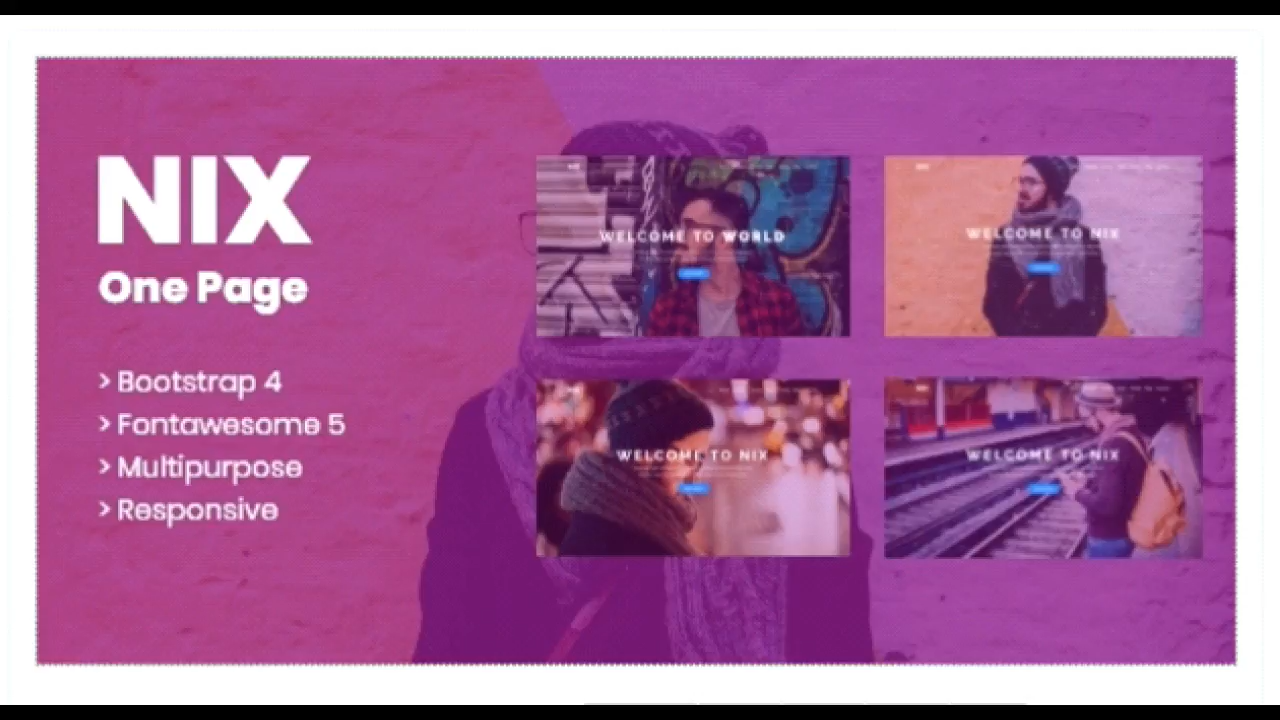 NIX
One Page
> Bootstrap 4
> Fontawesome 5
> Multipurpose
> Responsive
WELCOME TO WORLD
WELCOME TO NIX
WELCOME TO NIX
WELCOME TO NIX